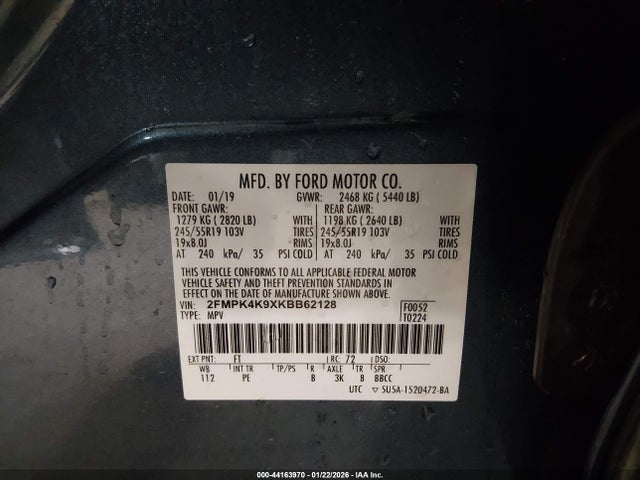 MFD. BY FORD MOTOR CO.
DATE: 01/19 GVWR: 2468 KG ( 5440 LB)
FRONT GAWR: REAR GAWR:
1279 KG ( 2820 LB) WITH 1198 KG ( 2640 LB) WITH
245/55R19 103V TIRES 245/55R19 103V TIRES
19x8.0J RIMS 19x8.0J RIMS
AT 240 kPa/ 35 PSI COLD AT 240 kPa/ 35 PSI COLD
THIS VEHICLE CONFORMS TO ALL APPLICABLE FEDERAL MOTOR
VEHICLE SAFETY AND THEFT PREVENTION STANDARDS IN
EFFECT ON THE DATE OF MANUFACTURE SHOWN ABOVE.
VIN: 2FMPK4K9XKBB62128 F0052
TYPE: MPV T0224
EXT PNT: FT RC: 72 DSO:
WB INT TR TP/PS R AXLE TR SPR
112 PE B 3K 8 BBCC
UTC ▽ 5U5A-1520472-BA
000-44163970 - 01/22/2026 - IAA Holdings, LLC